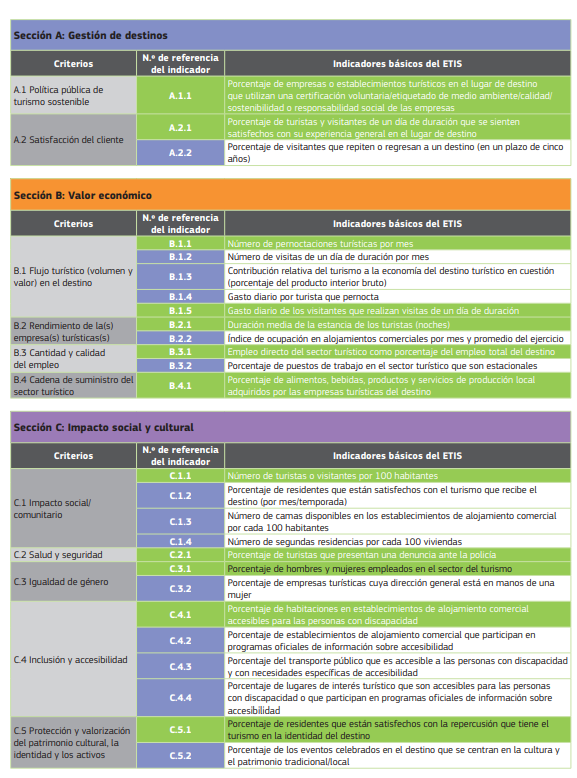 Sección A: Gestión de destinos
Criterios
N.º de referencia
del indicador
Indicadores básicos del ETIS
A.1 Política pública de
turismo sostenible
A.1.1
Porcentaje de empresas o establecimientos turísticos en el lugar de destino
que utilizan una certificación voluntaria/etiquetado de medio ambiente/calidad/
sostenibilidad o responsabilidad social de las empresas
A.2 Satisfacción del cliente
A.2.1
Porcentaje de turistas y visitantes de un día de duración que se sienten
satisfechos con su experiencia general en el lugar de destino
A.2.2
Porcentaje de visitantes que repiten o regresan a un destino (en un plazo de cinco
años)
Sección B: Valor económico
Criterios
N.º de referencia
del indicador
Indicadores básicos del ETIS
B.1 Flujo turístico (volumen y
valor) en el destino
B.1.1
Número de pernoctaciones turísticas por mes
B.1.2
Número de visitas de un día de duración por mes
B.1.3
Contribución relativa del turismo a la economía del destino turístico en cuestión
(porcentaje del producto interior bruto)
B.1.4
Gasto diario por turista que pernocta
B.1.5
Gasto diario de los visitantes que realizan visitas de un día de duración
B.2 Rendimiento de la(s)
empresa(s) turísticas(s)
B.2.1
Duración media de la estancia de los turistas (noches)
B.2.2
Índice de ocupación en alojamientos comerciales por mes y promedio del ejercicio
B.3 Cantidad y calidad
del empleo
B.3.1
Empleo directo del sector turístico como porcentaje del empleo total del destino
B.3.2
Porcentaje de puestos de trabajo en el sector turístico que son estacionales
B.4 Cadena de suministro del
sector turístico
B.4.1
Porcentaje de alimentos, bebidas, productos y servicios de producción local
adquiridos por las empresas turísticas del destino
Sección C: Impacto social y cultural
Criterios
N.º de referencia
del indicador
Indicadores básicos del ETIS
C.1 Impacto social/
comunitario
C.1.1
Número de turistas o visitantes por 100 habitantes
C.1.2
Porcentaje de residentes que están satisfechos con el turismo que recibe el
destino (por mes/temporada)
C.1.3
Número de camas disponibles en los establecimientos de alojamiento comercial
por cada 100 habitantes
C.1.4
Número de segundas residencias por cada 100 viviendas
C.2 Salud y seguridad
C.2.1
Porcentaje de turistas que presentan una denuncia ante la policía
C.3 Igualdad de género
C.3.1
Porcentaje de hombres y mujeres empleados en el sector del turismo
C.3.2
Porcentaje de empresas turísticas cuya dirección general está en manos de una
mujer
C.4 Inclusión y accesibilidad
C.4.1
Porcentaje de habitaciones en establecimientos de alojamiento comercial
accesibles para las personas con discapacidad
C.4.2
Porcentaje de establecimientos de alojamiento comercial que participan en
programas oficiales de información sobre accesibilidad
C.4.3
Porcentaje del transporte público que es accesible a las personas con discapacidad
y con necesidades específicas de accesibilidad
C.4.4
Porcentaje de lugares de interés turístico que son accesibles para las personas
con discapacidad o que participan en programas oficiales de información sobre
accesibilidad
C.5 Protección y valorización
del patrimonio cultural, la
identidad y los activos
C.5.1
Porcentaje de residentes que están satisfechos con la repercusión que tiene el
turismo en la identidad del destino
C.5.2
Porcentaje de los eventos celebrados en el destino que se centran en la cultura y
el patrimonio tradicional/local